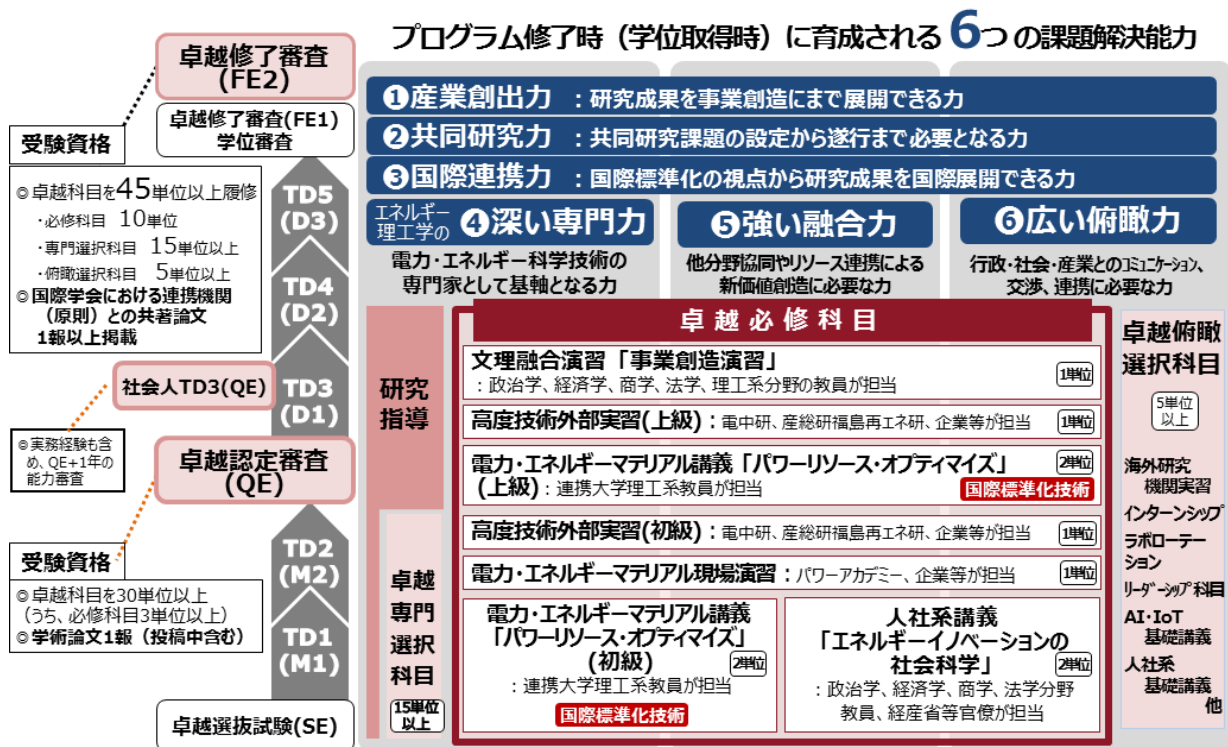 プログラム修了時（学位取得時）に育成される 6つ の課題解決能力
卓越修了審査
(FE2)
卓越修了審査(FE1)
学位審査
受験資格
◎卓越科目を45単位以上履修
・必修科目 10単位
・専門選択科目 15単位以上
・俯瞰選択科目 5単位以上
◎国際学会における連携機関
（原則）との共著論文
1報以上掲載
TD5
(D3)
TD4
(D2)
TD3
(D1)
社会人TD3(QE)
◎実務経験も含
め、QE+1年の
能力審査
卓越認定審査
(QE)
受験資格
◎卓越科目を30単位以上
（うち、必修科目3単位以上）
◎学術論文1報（投稿中含む）
TD2
(M2)
TD1
(M1)
卓越選抜試験(SE)
❶産業創出力 ：研究成果を事業創造にまで展開できる力
❷共同研究力 ：共同研究課題の設定から遂行まで必要となる力
❸国際連携力 ：国際標準化の視点から研究成果を国際展開できる力
エネルギー
理工学の ❹深い専門力
電力・エネルギー科学技術の
専門家として基軸となる力
❺強い融合力
他分野協同やリソース連携による
新価値創造に必要な力
❻広い俯瞰力
行政・社会・産業とのコミュニケーション、
交渉、連携に必要な力
研究
指導
卓越
専門
選択
科目
15単位
以上
卓越必修科目
文理融合演習「事業創造演習」
：政治学、経済学、商学、法学、理工系分野の教員が担当
1単位
高度技術外部実習(上級)：電中研、産総研福島再エネ研、企業等が担当 1単位
電力・エネルギーマテリアル講義「パワーリソース・オプティマイズ」 2単位
(上級)：連携大学理工系教員が担当 国際標準化技術
高度技術外部実習(初級)：電中研、産総研福島再エネ研、企業等が担当 1単位
電力・エネルギーマテリアル現場演習：パワーアカデミー、企業等が担当 1単位
電力・エネルギーマテリアル講義
「パワーリソース・オプティマイズ」
(初級) 2単位
：連携大学理工系教員が担当
国際標準化技術
人社系講義
「エネルギーイノベーションの
社会科学」 2単位
：政治学、経済学、商学、法学分野
教員、経産省等官僚が担当
卓越俯瞰
選択科目
5単位
以上
海外研究
機関実習
インターンシップ
ラボローテー
ション
リーダーシップ科目
AI・IoT
基礎講義
人社系
基礎講義
他